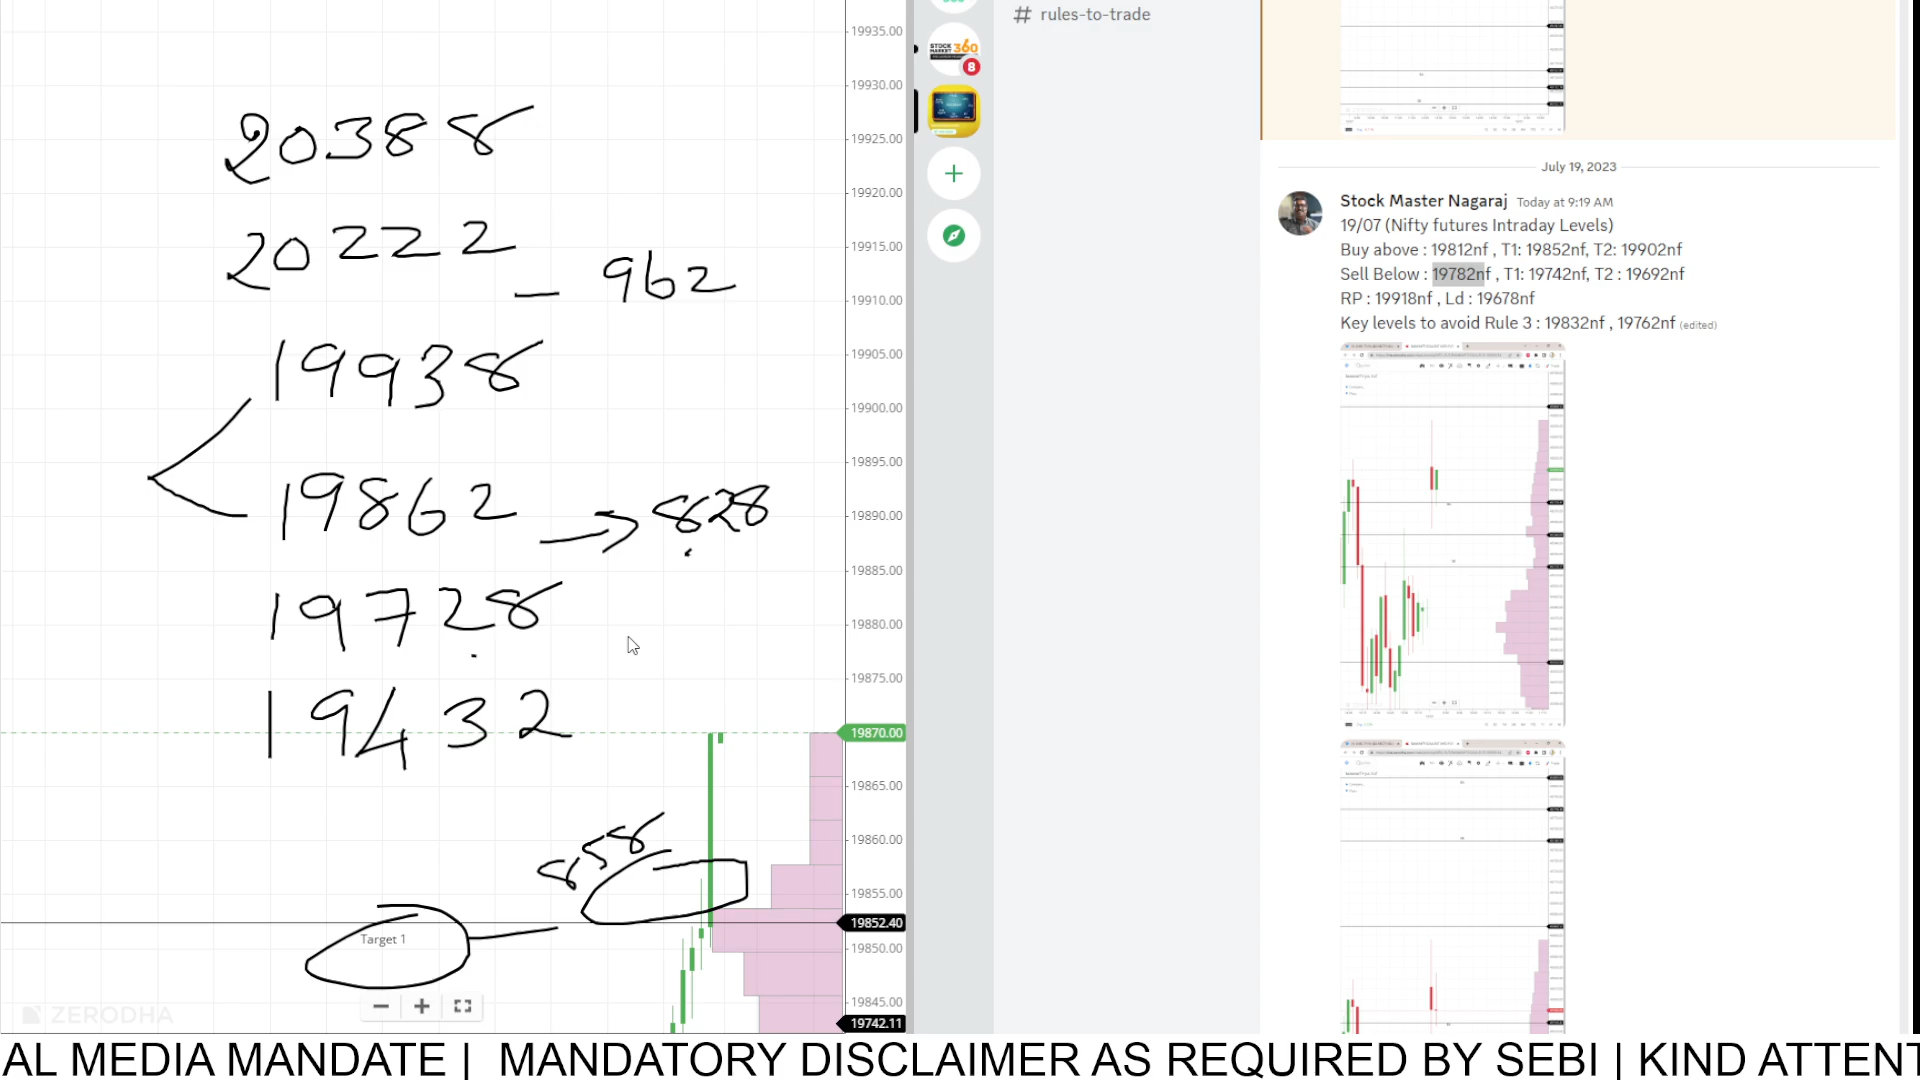 20388
20222
- 962
19938
19862 → 828
19728
19432
858
Target 1
ZERODHA
19935.00
19930.00
19925.00
19920.00
19915.00
19910.00
19905.00
19900.00
19895.00
19890.00
19885.00
19880.00
19875.00
19870.00
19865.00
19860.00
19855.00
19852.40
19850.00
19845.00
19742.11
STOCK MARKET 360
8
# rules-to-trade
July 19, 2023
Stock Master Nagaraj Today at 9:19 AM
19/07 (Nifty futures Intraday Levels)
Buy above : 19812nf , T1: 19852nf, T2: 19902nf
Sell Below : 19782nf , T1: 19742nf, T2 : 19692nf
RP : 19918nf , Ld : 19678nf
Key levels to avoid Rule 3 : 19832nf , 19762nf (edited)
AL MEDIA MANDATE | MANDATORY DISCLAIMER AS REQUIRED BY SEBI | KIND ATTENT